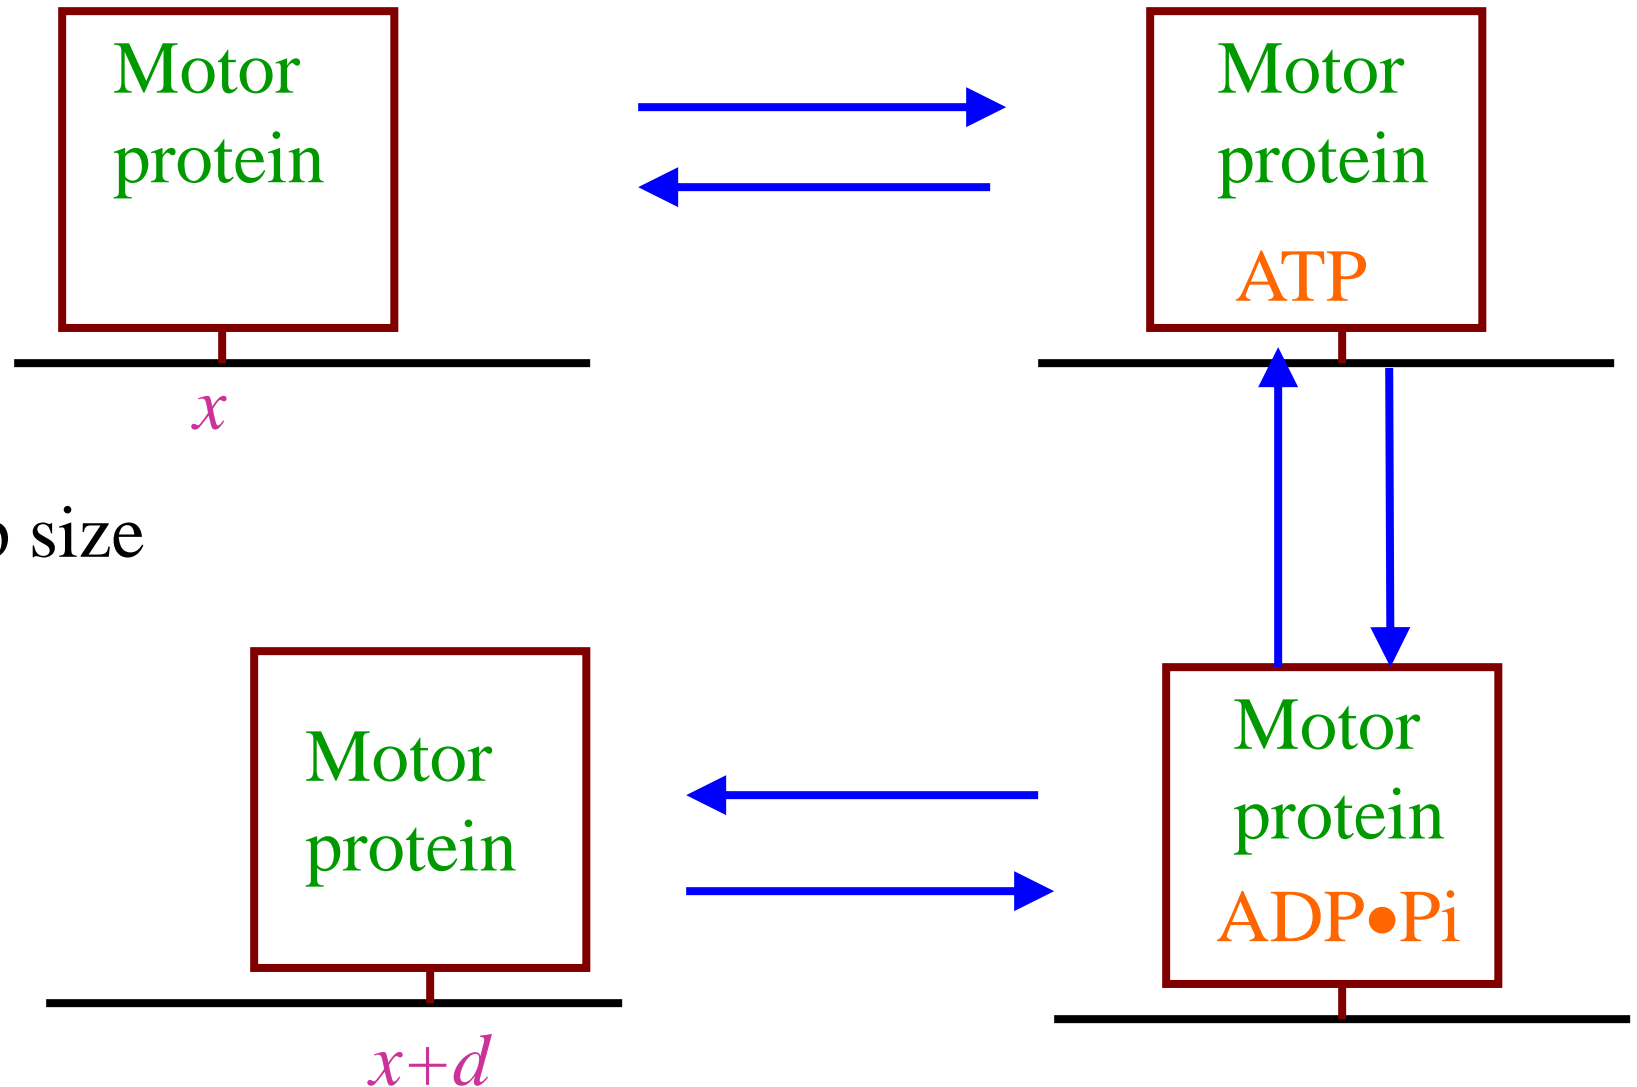 Motor
protein
x
Motor
protein
ATP
size
Motor
protein
x+d
Motor
protein
ADP•Pi